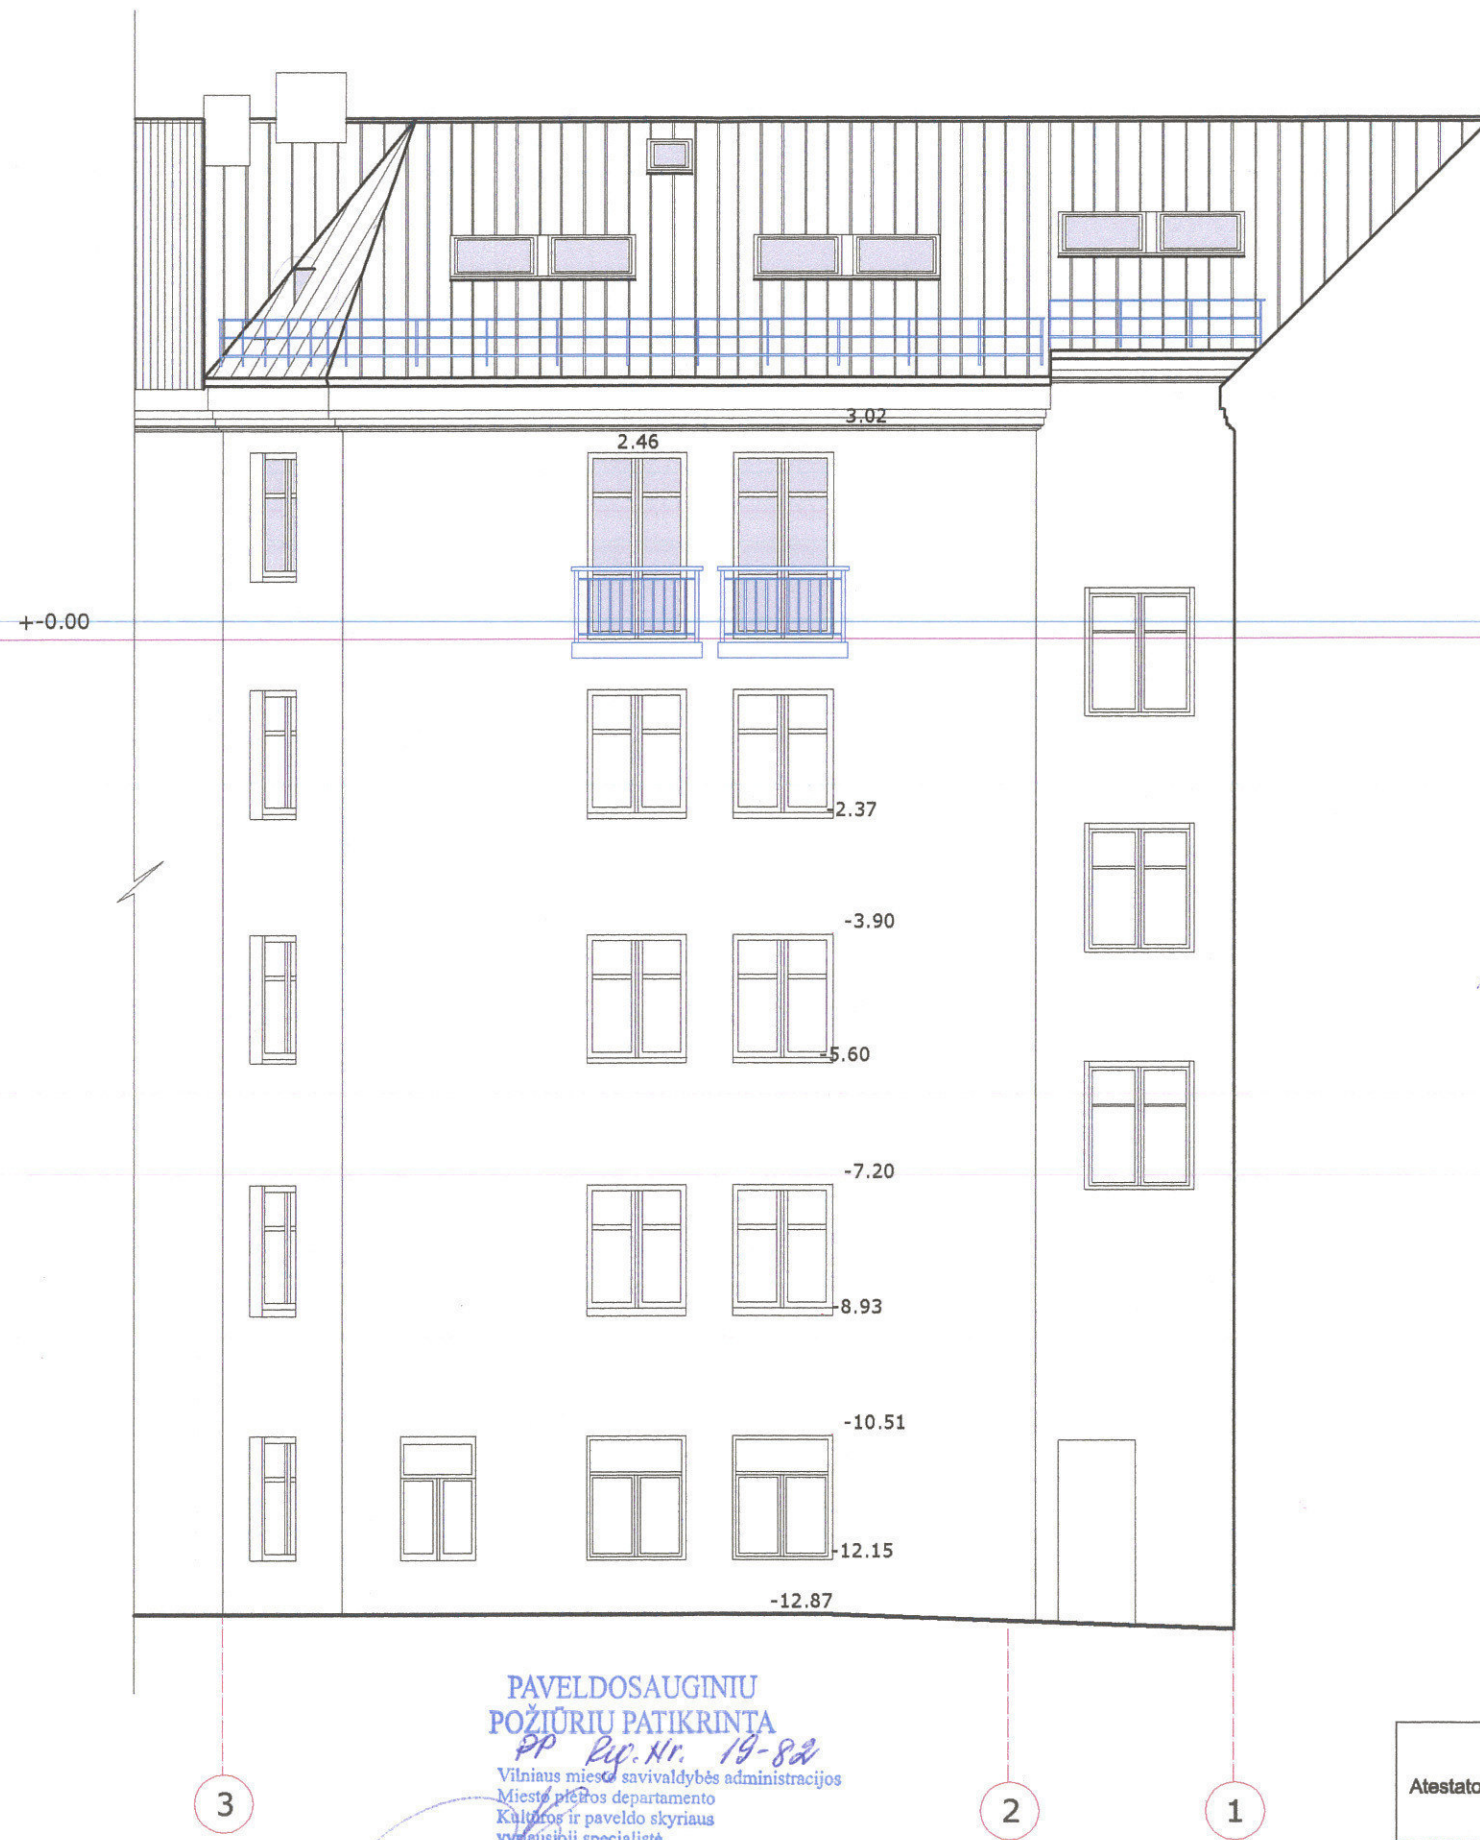 3.02
2.46
+-0.00
-2.37
-3.90
-5.60
-7.20
-8.93
-10.51
-12.15
-12.87
PAVELDOSAUGINIU
POŽIŪRIU PATIKRINTA
PP Reg. Nr. 19-82
Vilniaus miesto savivaldybės administracijos
Miesto plėtros departamento
Kultūros ir paveldo skyriaus
vyriausioji specialistė
3
2
1
Atestato